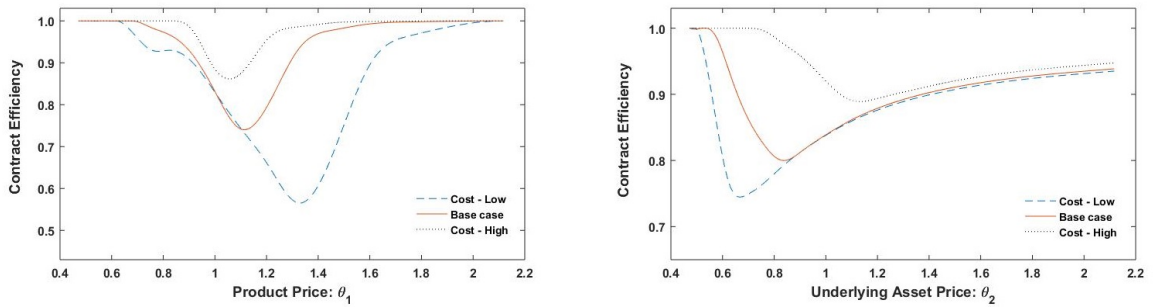 Contract Efficiency
1.0
0.9
0.8
0.7
0.6
0.5
Cost - Low
Base case
Cost - High
0.4 0.6 0.8 1 1.2 1.4 1.6 1.8 2 2.2
Product Price: θ1
Contract Efficiency
1.0
0.9
0.8
0.7
Cost - Low
Base case
Cost - High
0.4 0.6 0.8 1 1.2 1.4 1.6 1.8 2 2.2
Underlying Asset Price: θ2